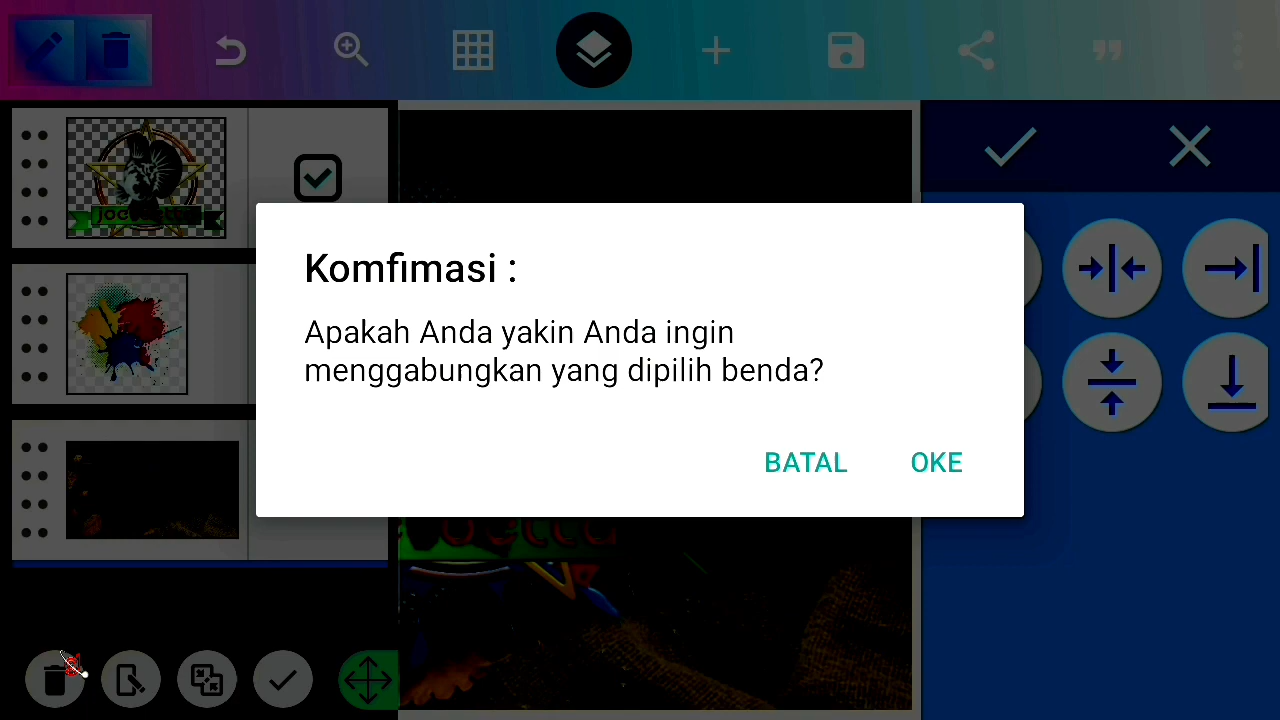 Komfimasi :
Apakah Anda yakin Anda ingin
menggabungkan yang dipilih benda?
BATAL
OKE